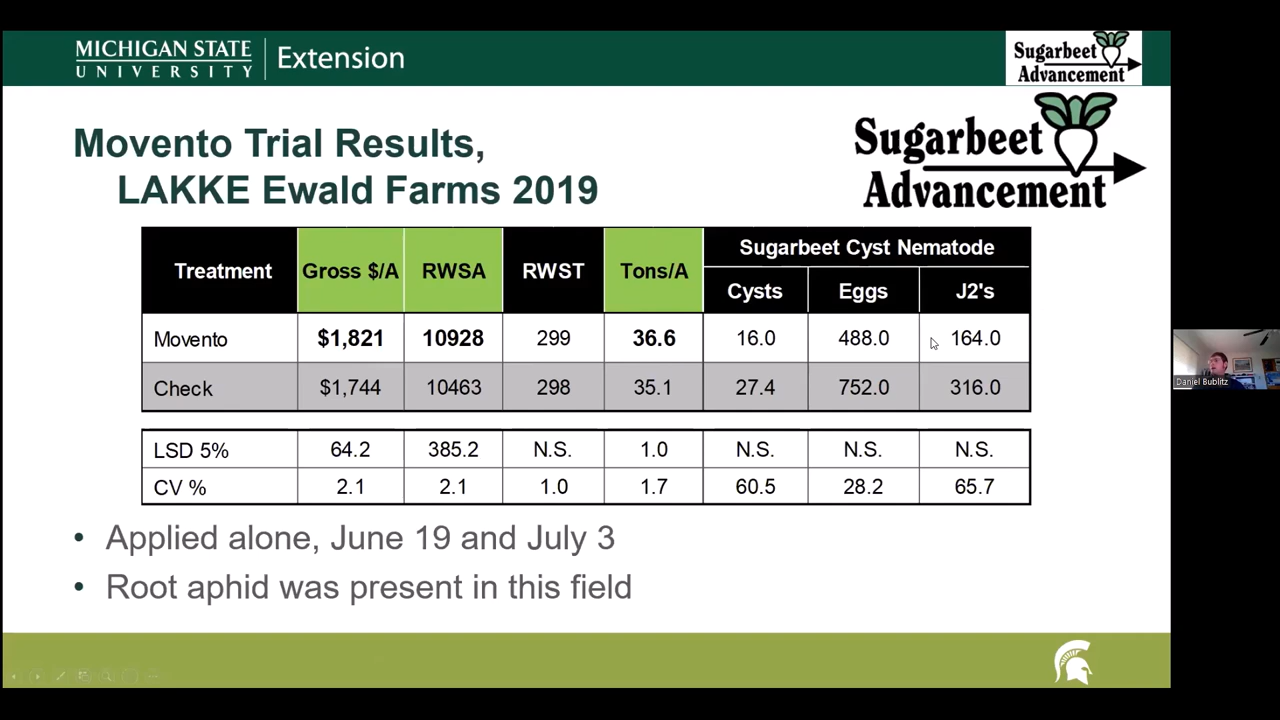 MICHIGAN STATE
UNIVERSITY
Extension
Sugarbeet
Advancement
Sugarbeet
Advancement
Movento Trial Results,
LAKKE Ewald Farms 2019
Treatment Gross $/A RWSA RWST Tons/A Sugarbeet Cyst Nematode
Cysts Eggs J2's
Movento $1,821 10928 299 36.6 16.0 488.0 164.0
Check $1,744 10463 298 35.1 27.4 752.0 316.0
LSD 5% 64.2 385.2 N.S. 1.0 N.S. N.S. N.S.
CV % 2.1 2.1 1.0 1.7 60.5 28.2 65.7
• Applied alone, June 19 and July 3
• Root aphid was present in this field
Daniel Bublitz